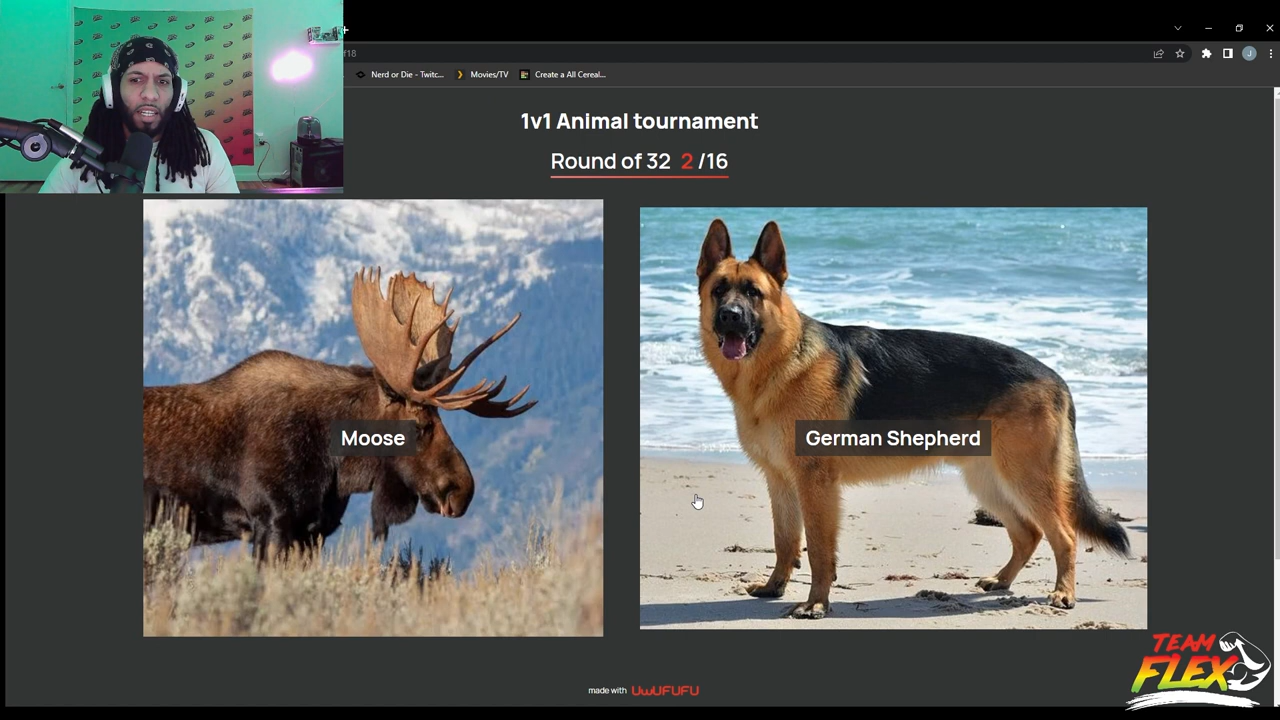 f18
Nerd or Die - Twitc...
Movies/TV
Create a All Cereal...
J
1v1 Animal tournament
Round of 32 2 /16
Moose
German Shepherd
made with UwUFUFU
TEAM
FLEX